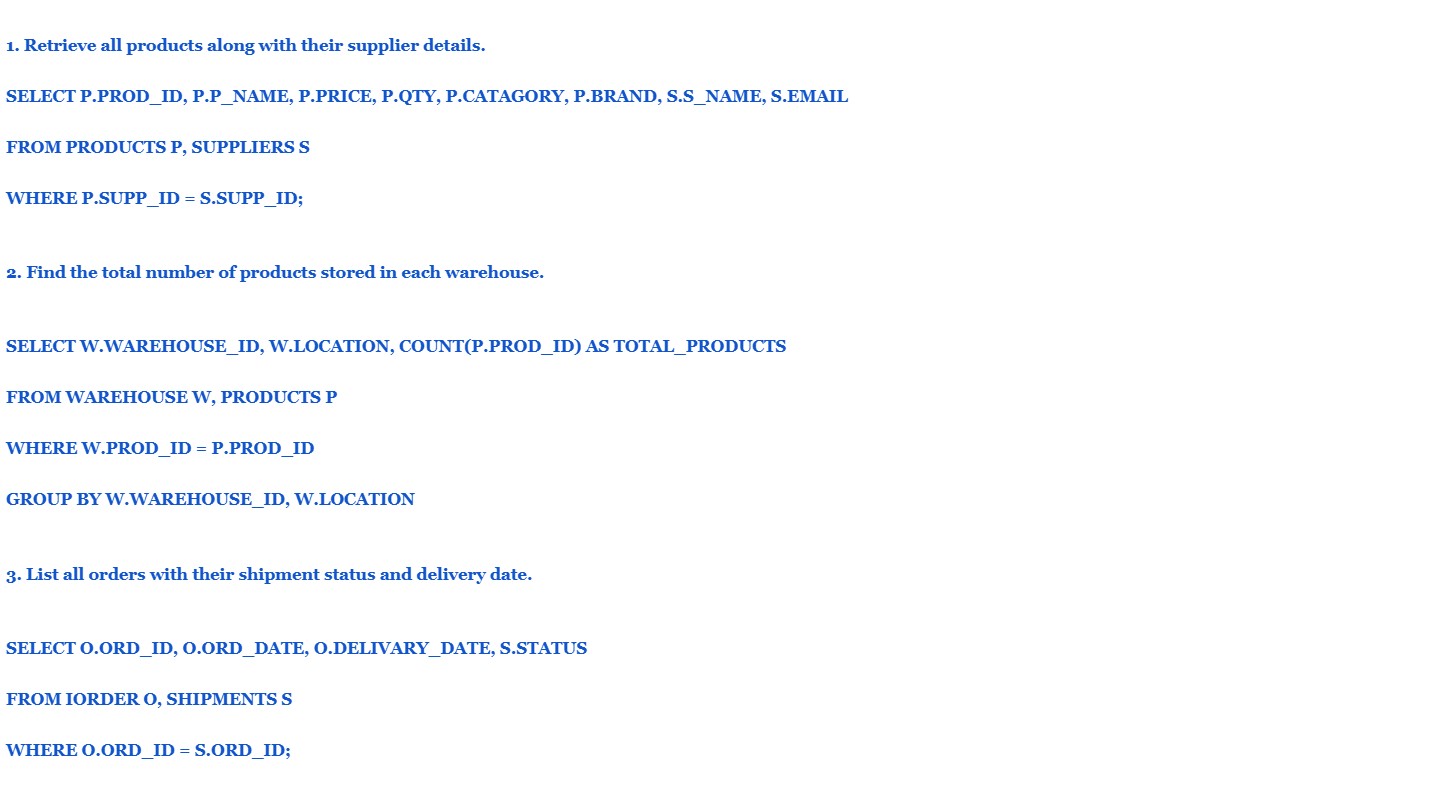 1. Retrieve all products along with their supplier details.
SELECT P.PROD_ID, P.P_NAME, P.PRICE, P.QTY, P.CATAGORY, P.BRAND, S.S_NAME, S.EMAIL
FROM PRODUCTS P, SUPPLIERS S
WHERE P.SUPP_ID = S.SUPP_ID;
2. Find the total number of products stored in each warehouse.
SELECT W.WAREHOUSE_ID, W.LOCATION, COUNT(P.PROD_ID) AS TOTAL_PRODUCTS
FROM WAREHOUSE W, PRODUCTS P
WHERE W.PROD_ID = P.PROD_ID
GROUP BY W.WAREHOUSE_ID, W.LOCATION
3. List all orders with their shipment status and delivery date.
SELECT O.ORD_ID, O.ORD_DATE, O.DELIVARY_DATE, S.STATUS
FROM IORDER O, SHIPMENTS S
WHERE O.ORD_ID = S.ORD_ID;